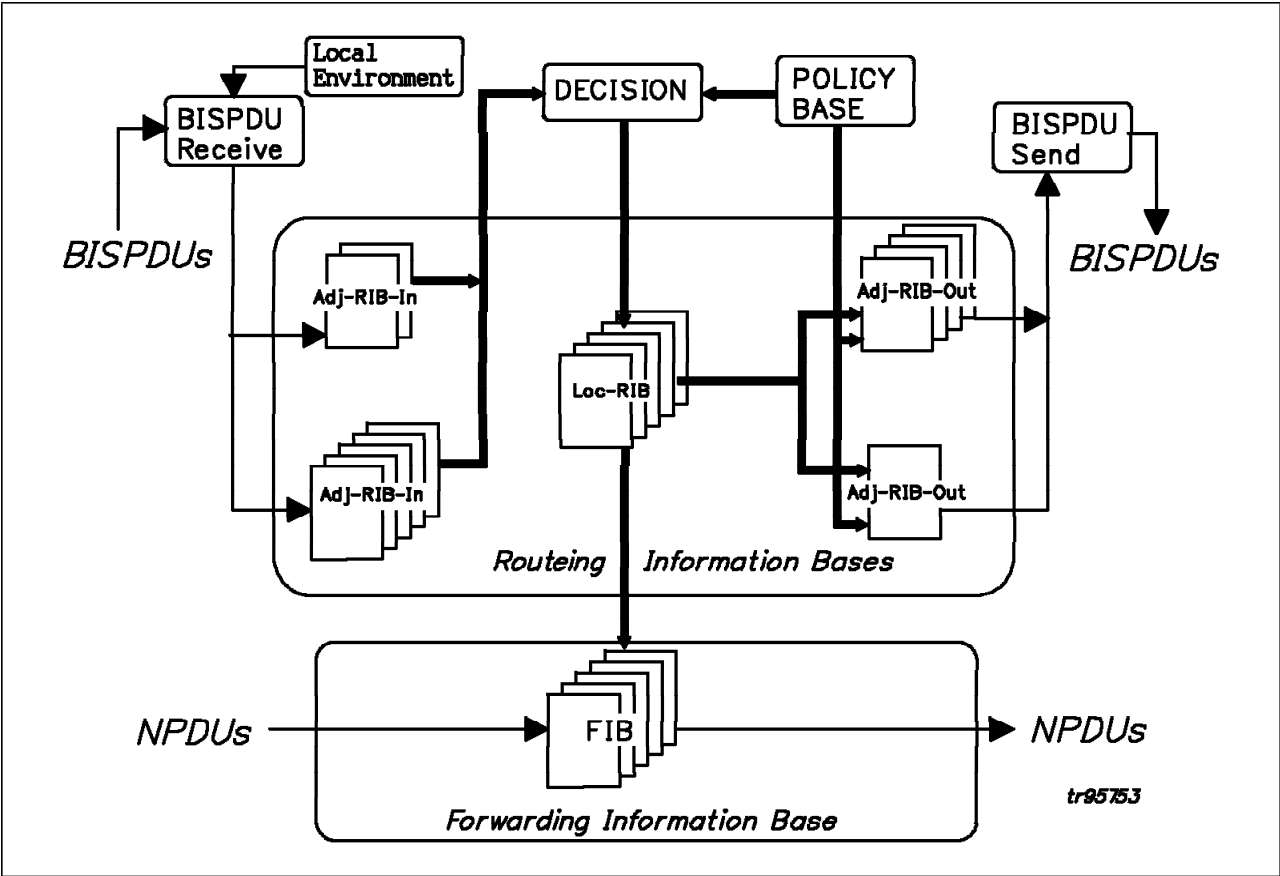 Local
Environment
BISPDU
Receive
DECISION
POLICY
BASE
BISPDU
Send
BISPDUs
BISPDUs
Adj-RIB-In
Adj-RIB-Out
Loc-RIB
Adj-RIB-In
Adj-RIB-Out
Routeing Information Bases
NPDUs
FIB
NPDUs
tr95753
Forwarding Information Base